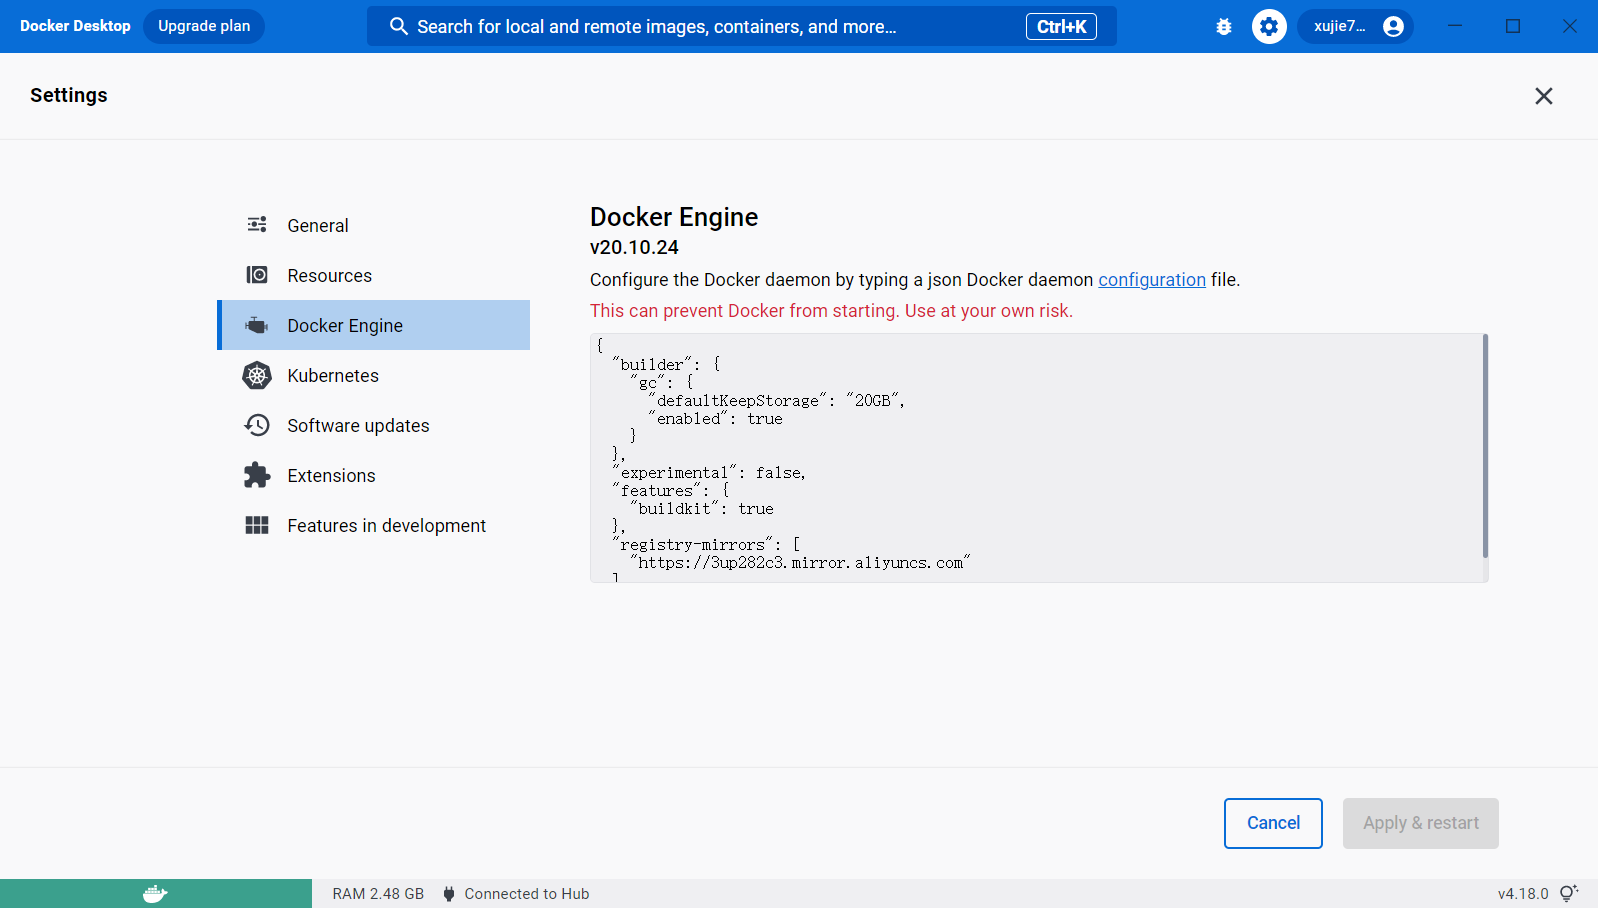 Docker Desktop
Upgrade plan
Search for local and remote images, containers, and more...
Ctrl+K
xujie7...
Settings
General
Resources
Docker Engine
Kubernetes
Software updates
Extensions
Features in development
Docker Engine
v20.10.24
Configure the Docker daemon by typing a json Docker daemon configuration file.
This can prevent Docker from starting. Use at your own risk.
{
  "builder": {
    "gc": {
      "defaultKeepStorage": "20GB",
      "enabled": true
    }
  },
  "experimental": false,
  "features": {
    "buildkit": true
  },
  "registry-mirrors": [
    "https://3up282c3.mirror.aliyuncs.com"
  ]
Cancel
Apply & restart
RAM 2.48 GB
Connected to Hub
v4.18.0